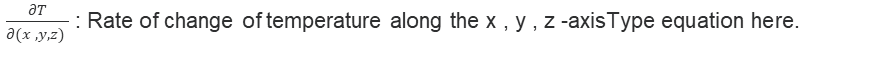 ∂T/∂(x ,y,z) : Rate of change of temperature along the x , y , z -axisType equation here.